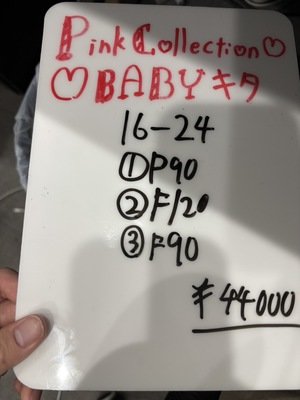 Pink Collection♡
♡BABYキタ
16-24
①P90
②F120
③F90
¥44000